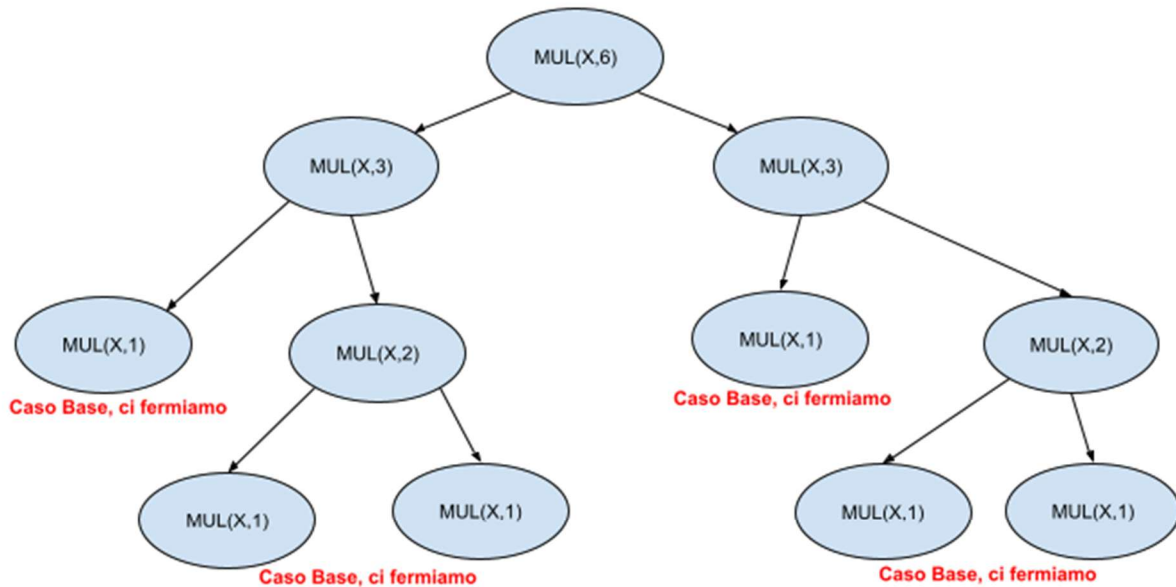 MUL(X,6)
MUL(X,3)
MUL(X,3)
MUL(X,1)
MUL(X,2)
MUL(X,1)
MUL(X,2)
Caso Base, ci fermiamo
Caso Base, ci fermiamo
MUL(X,1)
MUL(X,1)
MUL(X,1)
MUL(X,1)
Caso Base, ci fermiamo
Caso Base, ci fermiamo